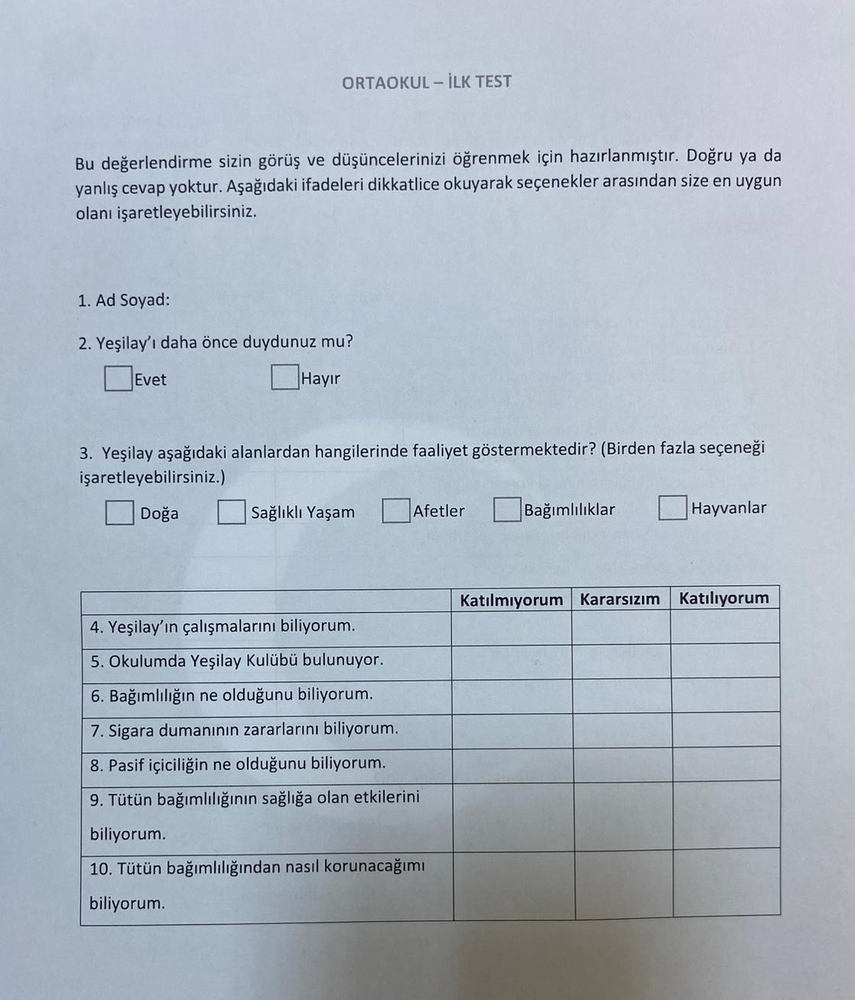 ORTAOKUL – İLK TEST
Bu değerlendirme sizin görüş ve düşüncelerinizi öğrenmek için hazırlanmıştır. Doğru ya da
yanlış cevap yoktur. Aşağıdaki ifadeleri dikkatlice okuyarak seçenekler arasından size en uygun
olanı işaretleyebilirsiniz.
1. Ad Soyad:
2. Yeşilay’ı daha önce duydunuz mu?
Evet Hayır
3. Yeşilay aşağıdaki alanlardan hangilerinde faaliyet göstermektedir? (Birden fazla seçeneği
işaretleyebilirsiniz.)
Doğa Sağlıklı Yaşam Afetler Bağımlılıklar Hayvanlar
Katılmıyorum Kararsızım Katılıyorum
4. Yeşilay’ın çalışmalarını biliyorum.
5. Okulumda Yeşilay Kulübü bulunuyor.
6. Bağımlılığın ne olduğunu biliyorum.
7. Sigara dumanının zararlarını biliyorum.
8. Pasif içiciliğin ne olduğunu biliyorum.
9. Tütün bağımlılığının sağlığa olan etkilerini
biliyorum.
10. Tütün bağımlılığından nasıl korunacağımı
biliyorum.